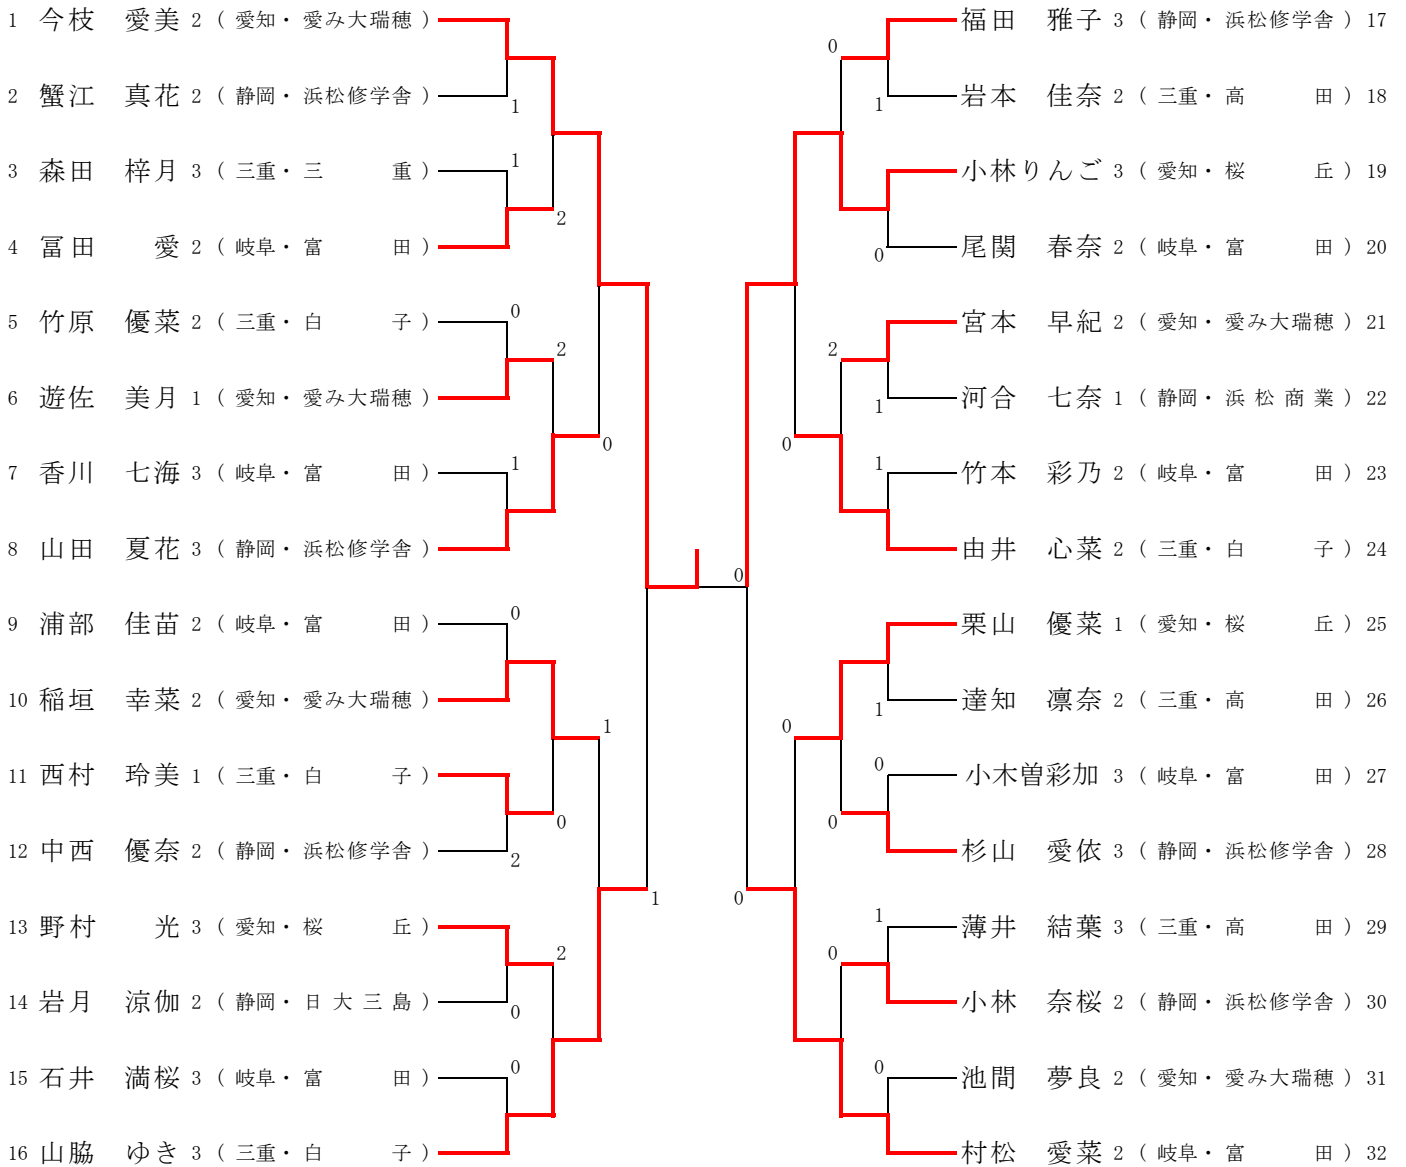 1 今枝　愛美 2 ( 愛知・ 愛み大瑞穂 )
2 蟹江　真花 2 ( 静岡・ 浜松修学舎 )
1
3 森田　梓月 3 ( 三重・ 三　　　重 )
1
4 冨田　　愛 2 ( 岐阜・ 富　　　田 )
2
5 竹原　優菜 2 ( 三重・ 白　　　子 )
0
2
6 遊佐　美月 1 ( 愛知・ 愛み大瑞穂 )
0
7 香川　七海 3 ( 岐阜・ 富　　　田 )
1
8 山田　夏花 3 ( 静岡・ 浜松修学舎 )
9 浦部　佳苗 2 ( 岐阜・ 富　　　田 )
0
10 稲垣　幸菜 2 ( 愛知・ 愛み大瑞穂 )
1
11 西村　玲美 1 ( 三重・ 白　　　子 )
0
12 中西　優奈 2 ( 静岡・ 浜松修学舎 )
2
1
13 野村　　光 3 ( 愛知・ 桜　　　丘 )
2
14 岩月　涼伽 2 ( 静岡・ 日 大 三 島 )
0
15 石井　満桜 3 ( 岐阜・ 富　　　田 )
0
16 山脇　ゆき 3 ( 三重・ 白　　　子 )
0
福田　雅子 3 ( 静岡・ 浜松修学舎 ) 17
0
岩本　佳奈 2 ( 三重・ 高　　　田 ) 18
1
小林りんご 3 ( 愛知・ 桜　　　丘 ) 19
尾関　春奈 2 ( 岐阜・ 富　　　田 ) 20
0
宮本　早紀 2 ( 愛知・ 愛み大瑞穂 ) 21
2
河合　七奈 1 ( 静岡・ 浜 松 商 業 ) 22
1
0
竹本　彩乃 2 ( 岐阜・ 富　　　田 ) 23
1
由井　心菜 2 ( 三重・ 白　　　子 ) 24
栗山　優菜 1 ( 愛知・ 桜　　　丘 ) 25
達知　凛奈 2 ( 三重・ 高　　　田 ) 26
1
0
小木曽彩加 3 ( 岐阜・ 富　　　田 ) 27
0
0
杉山　愛依 3 ( 静岡・ 浜松修学舎 ) 28
0
薄井　結葉 3 ( 三重・ 高　　　田 ) 29
1
0
小林　奈桜 2 ( 静岡・ 浜松修学舎 ) 30
池間　夢良 2 ( 愛知・ 愛み大瑞穂 ) 31
0
村松　愛菜 2 ( 岐阜・ 富　　　田 ) 32